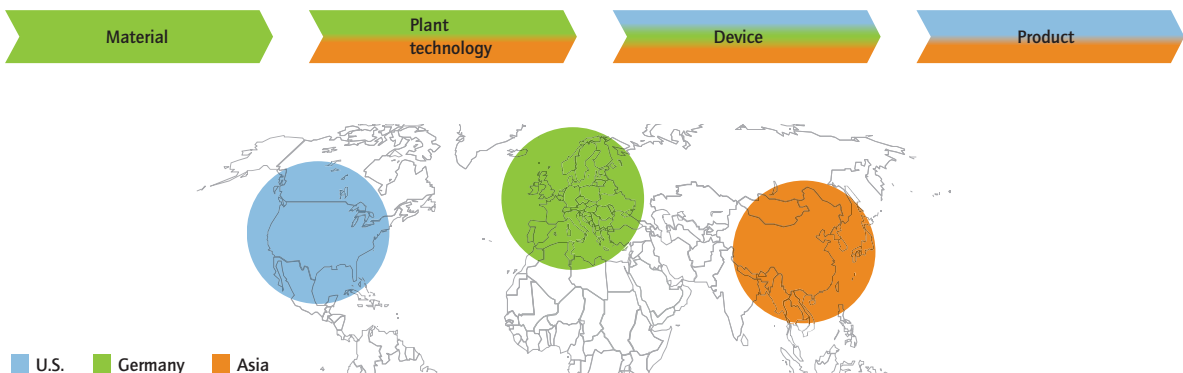 Material
Plant
technology
Device
Product
U.S.
Germany
Asia